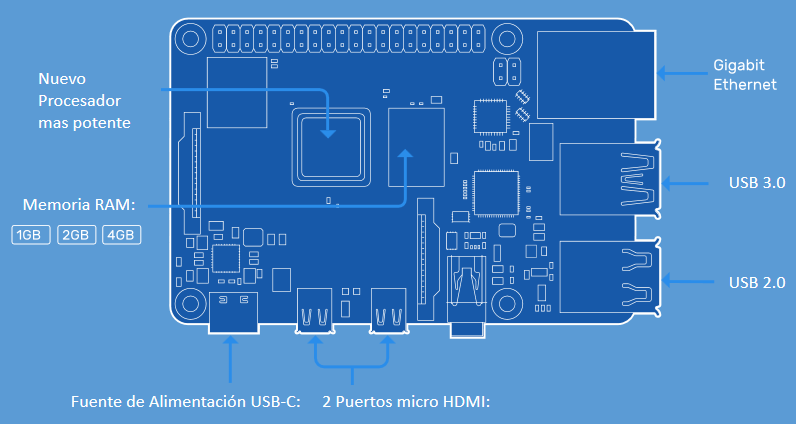 Nuevo
Procesador
mas potente
Gigabit
Ethernet
USB 3.0
Memoria RAM:
1GB 2GB 4GB
USB 2.0
Fuente de Alimentación USB-C:
2 Puertos micro HDMI: